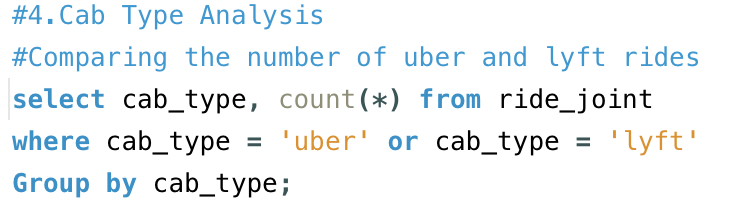 #4.Cab Type Analysis
#Comparing the number of uber and lyft rides
select cab_type, count(*) from ride_joint
where cab_type = 'uber' or cab_type = 'lyft'
Group by cab_type;